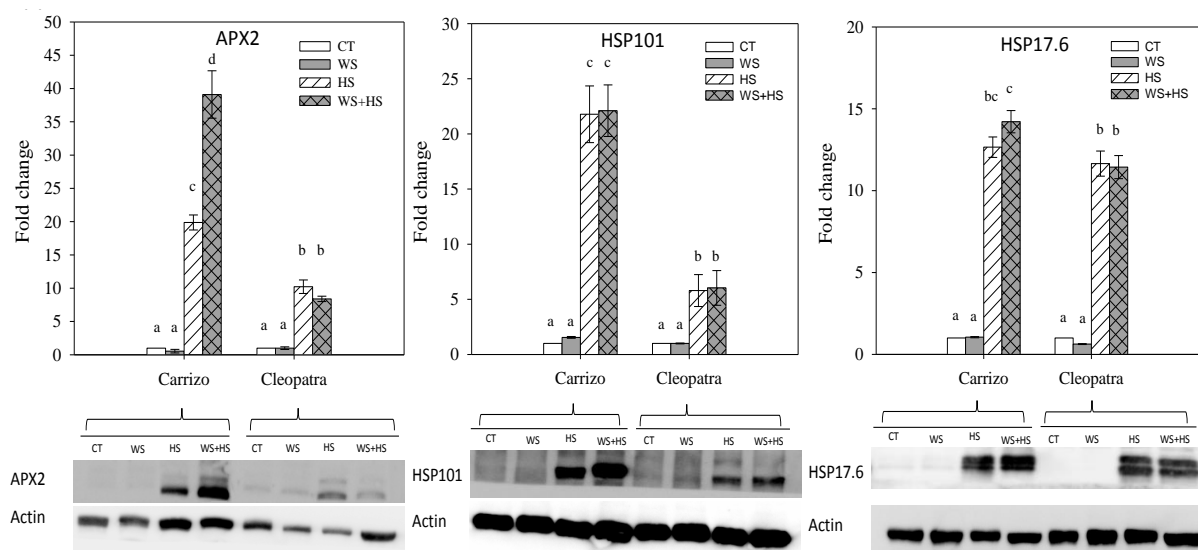 APX2
Fold change
50
45
40
35
30
25
20
15
10
5
0
CT
WS
HS
WS+HS
a a c d a a b b
Carrizo Cleopatra
HSP101
Fold change
30
25
20
15
10
5
0
CT
WS
HS
WS+HS
a a c c a a b b
Carrizo Cleopatra
HSP17.6
Fold change
20
15
10
5
0
CT
WS
HS
WS+HS
a a bc c a a b b
Carrizo Cleopatra
CT WS HS WS+HS CT WS HS WS+HS
APX2
Actin
CT WS HS WS+HS CT WS HS WS+HS
HSP101
Actin
CT WS HS WS+HS CT WS HS WS+HS
HSP17.6
Actin